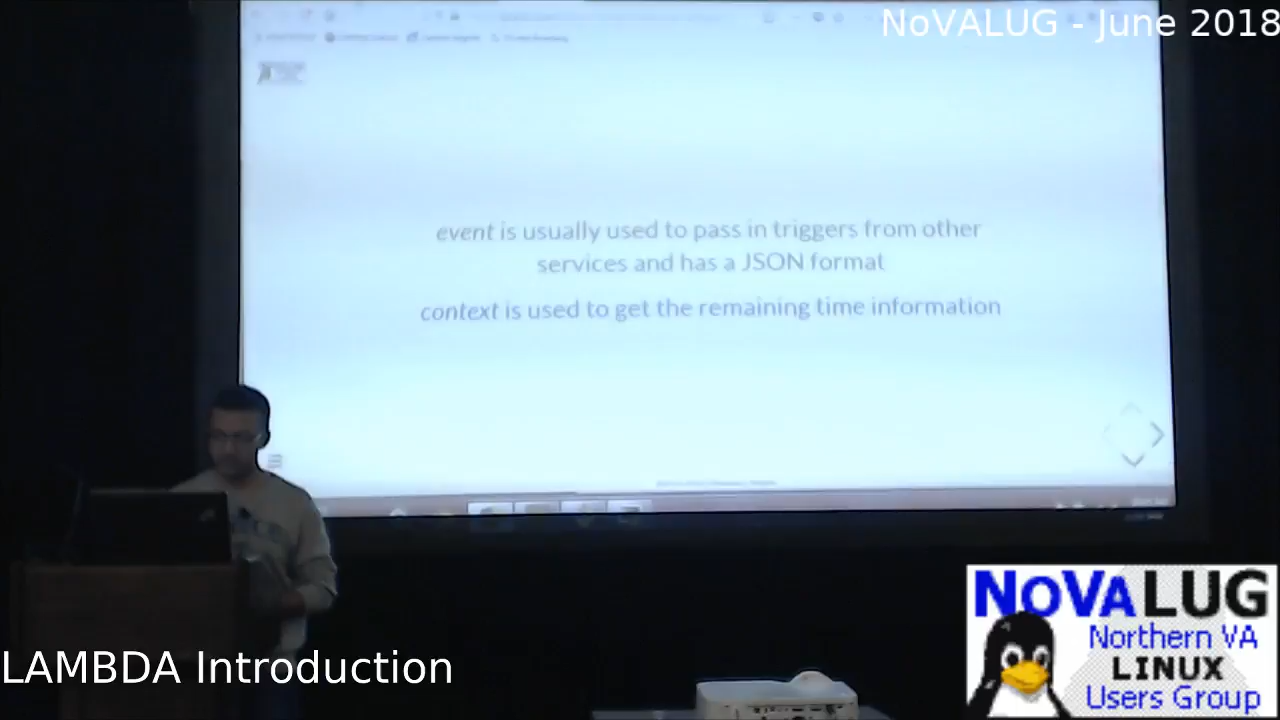 NoVALUG - June 2018
event is usually used to pass in triggers from other
services and has a JSON format
context is used to get the remaining time information
LAMBDA Introduction
NOVALUG
Northern VA
LINUX
Users Group